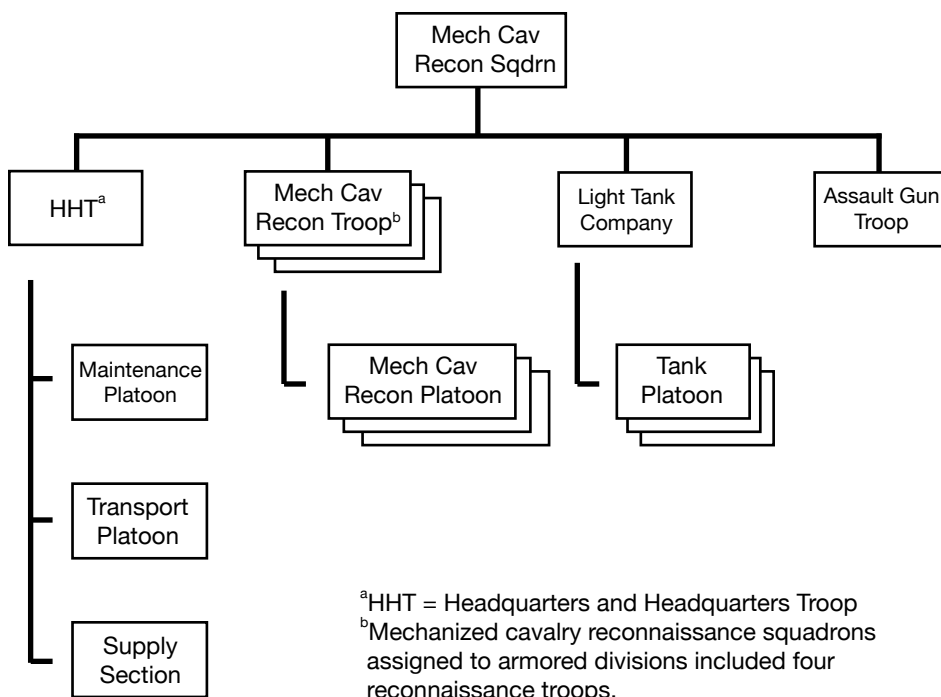 Mech Cav
Recon Sqdrn
HHTᵃ
Mech Cav
Recon Troopᵇ
Light Tank
Company
Assault Gun
Troop
Maintenance
Platoon
Mech Cav
Recon Platoon
Tank
Platoon
Transport
Platoon
Supply
Section
ᵃHHT = Headquarters and Headquarters Troop
ᵇMechanized cavalry reconnaissance squadrons
assigned to armored divisions included four
reconnaissance troops.